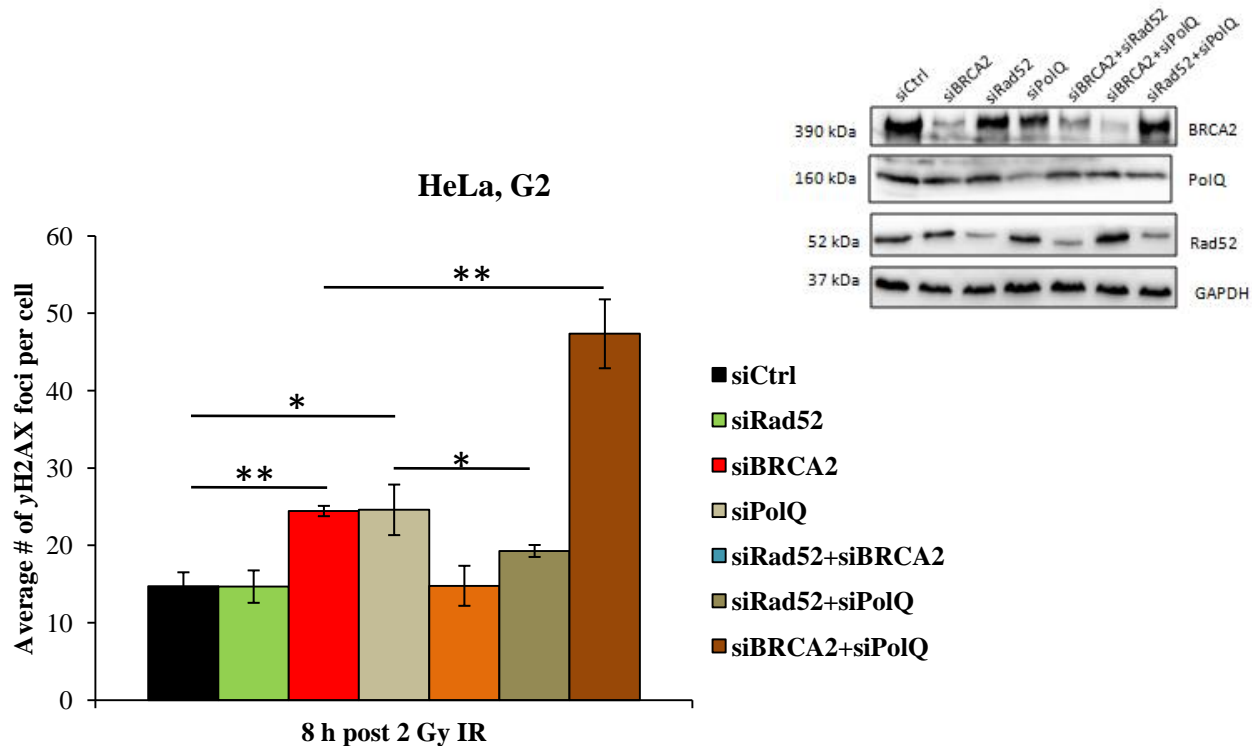 siCtrl
siBRCA2
siRad52
siPolQ
siBRCA2+siRad52
siBRCA2+siPolQ
siRad52+siPolQ
390 kDa
BRCA2
160 kDa
PolQ
52 kDa
Rad52
37 kDa
GAPDH
HeLa, G2
Average # of γH2AX foci per cell
60
50
40
30
20
10
0
**
*
**
*
8 h post 2 Gy IR
siCtrl
siRad52
siBRCA2
siPolQ
siRad52+siBRCA2
siRad52+siPolQ
siBRCA2+siPolQ